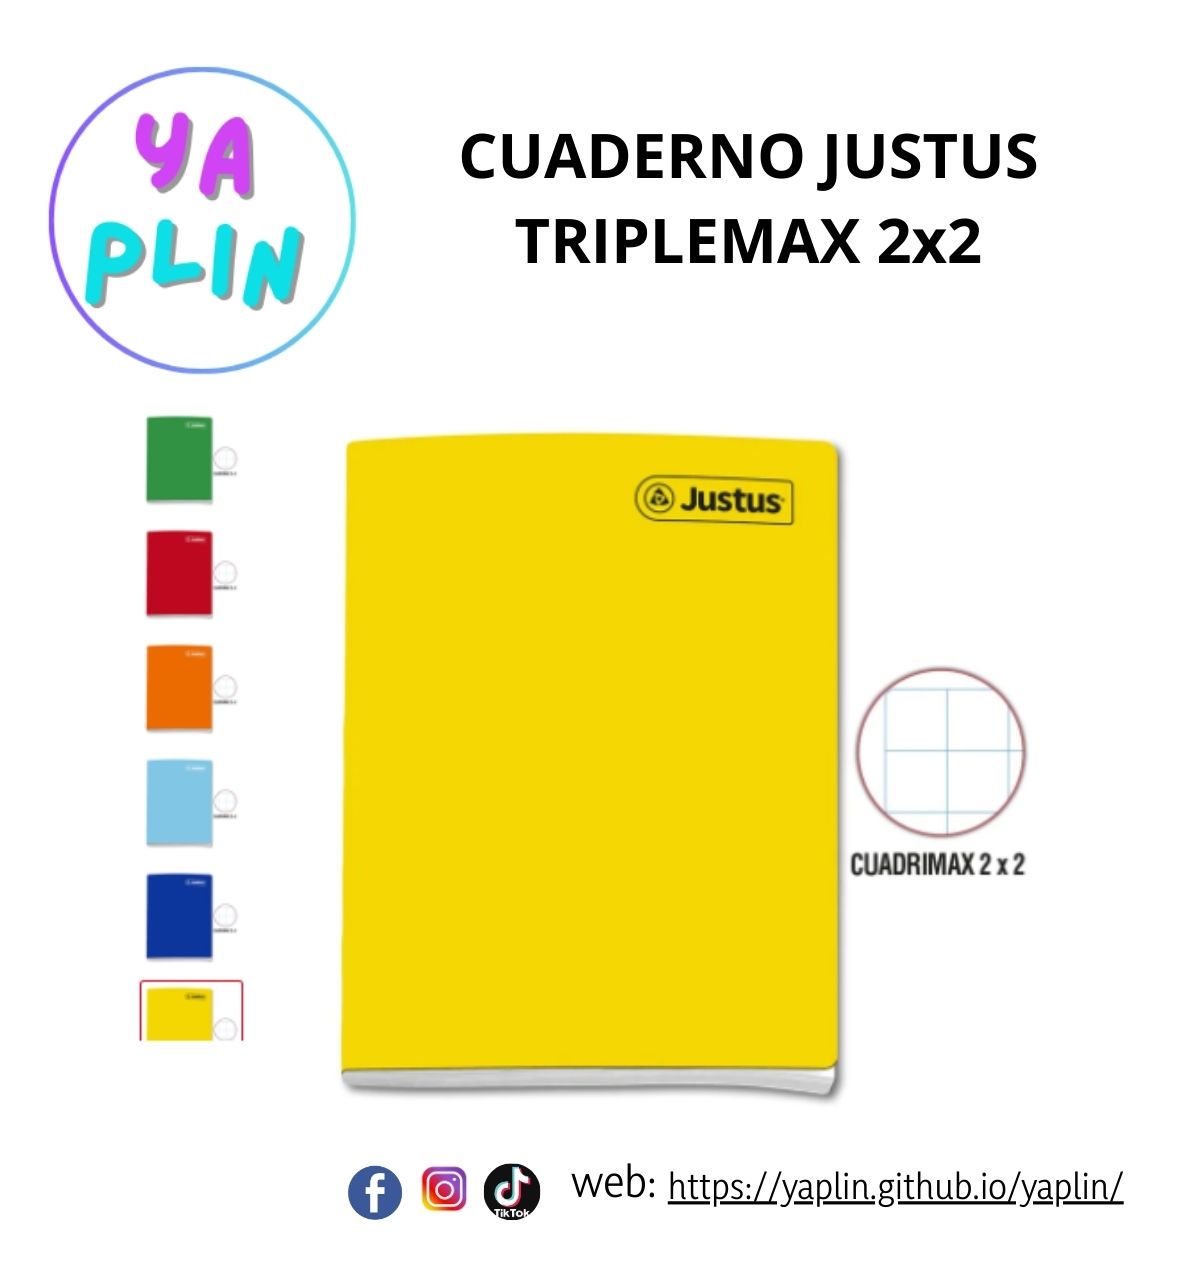 YA
PLIN
CUADERNO JUSTUS
TRIPLEMAX 2x2
Justus
CUADRIMAX 2 x 2
TikTok
web: https://yaplin.github.io/yaplin/